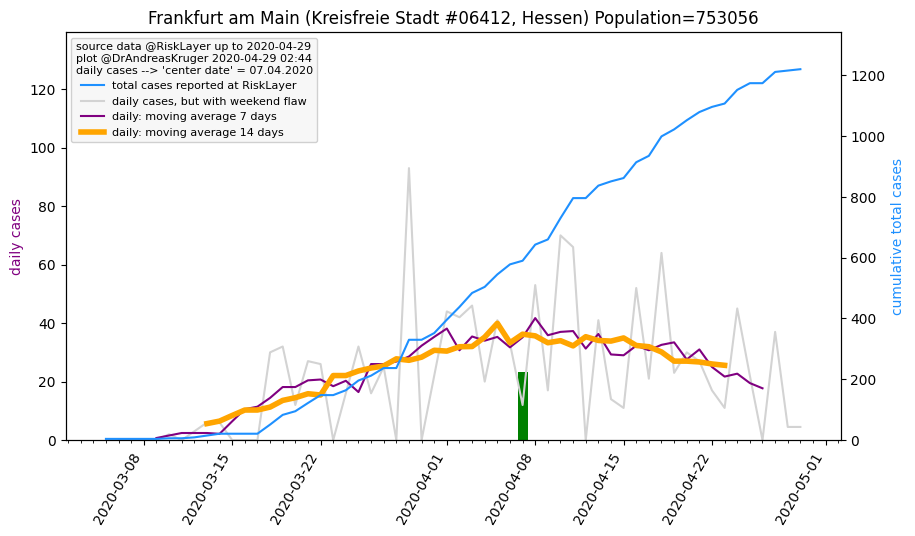 Frankfurt am Main (Kreisfreie Stadt #06412, Hessen) Population=753056
source data @RiskLayer up to 2020-04-29
plot @DrAndreasKruger 2020-04-29 02:44
daily cases --> 'center date' = 07.04.2020
total cases reported at RiskLayer
daily cases, but with weekend flaw
daily: moving average 7 days
daily: moving average 14 days
daily cases
120
100
80
60
40
20
0
cumulative total cases
1200
1000
800
600
400
200
0
2020-03-08
2020-03-15
2020-03-22
2020-04-01
2020-04-08
2020-04-15
2020-04-22
2020-05-01